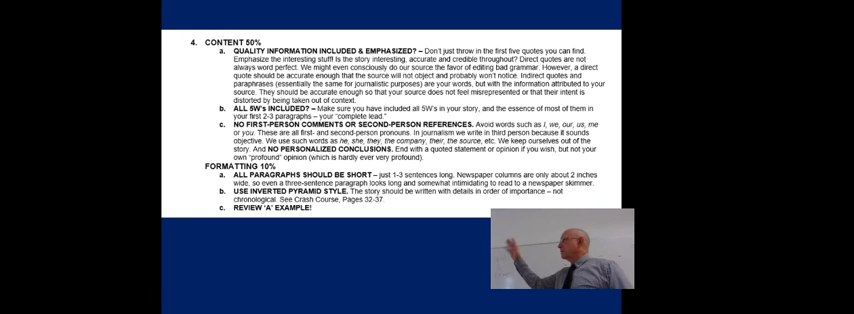 4. CONTENT 50%
a. QUALITY INFORMATION INCLUDED & EMPHASIZED? – Don't just throw in the first five quotes you can find.
Emphasize the interesting stuff! Is the story interesting, accurate and credible throughout? Direct quotes are not
always word perfect. We might even consciously do our source the favor of editing bad grammar. However, a direct
quote should be accurate enough that the source will not object and probably won't notice. Indirect quotes and
paraphrases (essentially the same for journalistic purposes) are your words, but with the information attributed to your
source. They should be accurate enough so that your source does not feel misrepresented or that their intent is
distorted by being taken out of context.
b. ALL 5W's INCLUDED? – Make sure you have included all 5W's in your story, and the essence of most of them in
your first 2-3 paragraphs – your "complete lead."
c. NO FIRST-PERSON COMMENTS OR SECOND-PERSON REFERENCES. Avoid words such as I, we, our, us, me
or you. These are all first- and second-person pronouns. In journalism we write in third person because it sounds
objective. We use such words as he, she, they, the company, their, the source, etc. We keep ourselves out of the
story. And NO PERSONALIZED CONCLUSIONS. End with a quoted statement or opinion if you wish, but not your
own "profound" opinion (which is hardly ever very profound).
FORMATTING 10%
a. ALL PARAGRAPHS SHOULD BE SHORT – just 1-3 sentences long. Newspaper columns are only about 2 inches
wide, so even a three-sentence paragraph looks long and somewhat intimidating to read to a newspaper skimmer.
b. USE INVERTED PYRAMID STYLE. The story should be written with details in order of importance – not
chronological. See Crash Course, Pages 32-37.
c. REVIEW 'A' EXAMPLE!